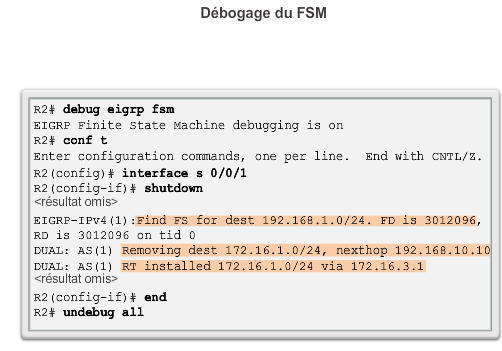 Débogage du FSM
R2# debug eigrp fsm
EIGRP Finite State Machine debugging is on
R2# conf t
Enter configuration commands, one per line.  End with CNTL/Z.
R2(config)# interface s 0/0/1
R2(config-if)# shutdown
<résultat omis>
EIGRP-IPv4(1):Find FS for dest 192.168.1.0/24. FD is 3012096,
RD is 3012096 on tid 0
DUAL: AS(1) Removing dest 172.16.1.0/24, nexthop 192.168.10.10
DUAL: AS(1) RT installed 172.16.1.0/24 via 172.16.3.1
<résultat omis>
R2(config-if)# end
R2# undebug all